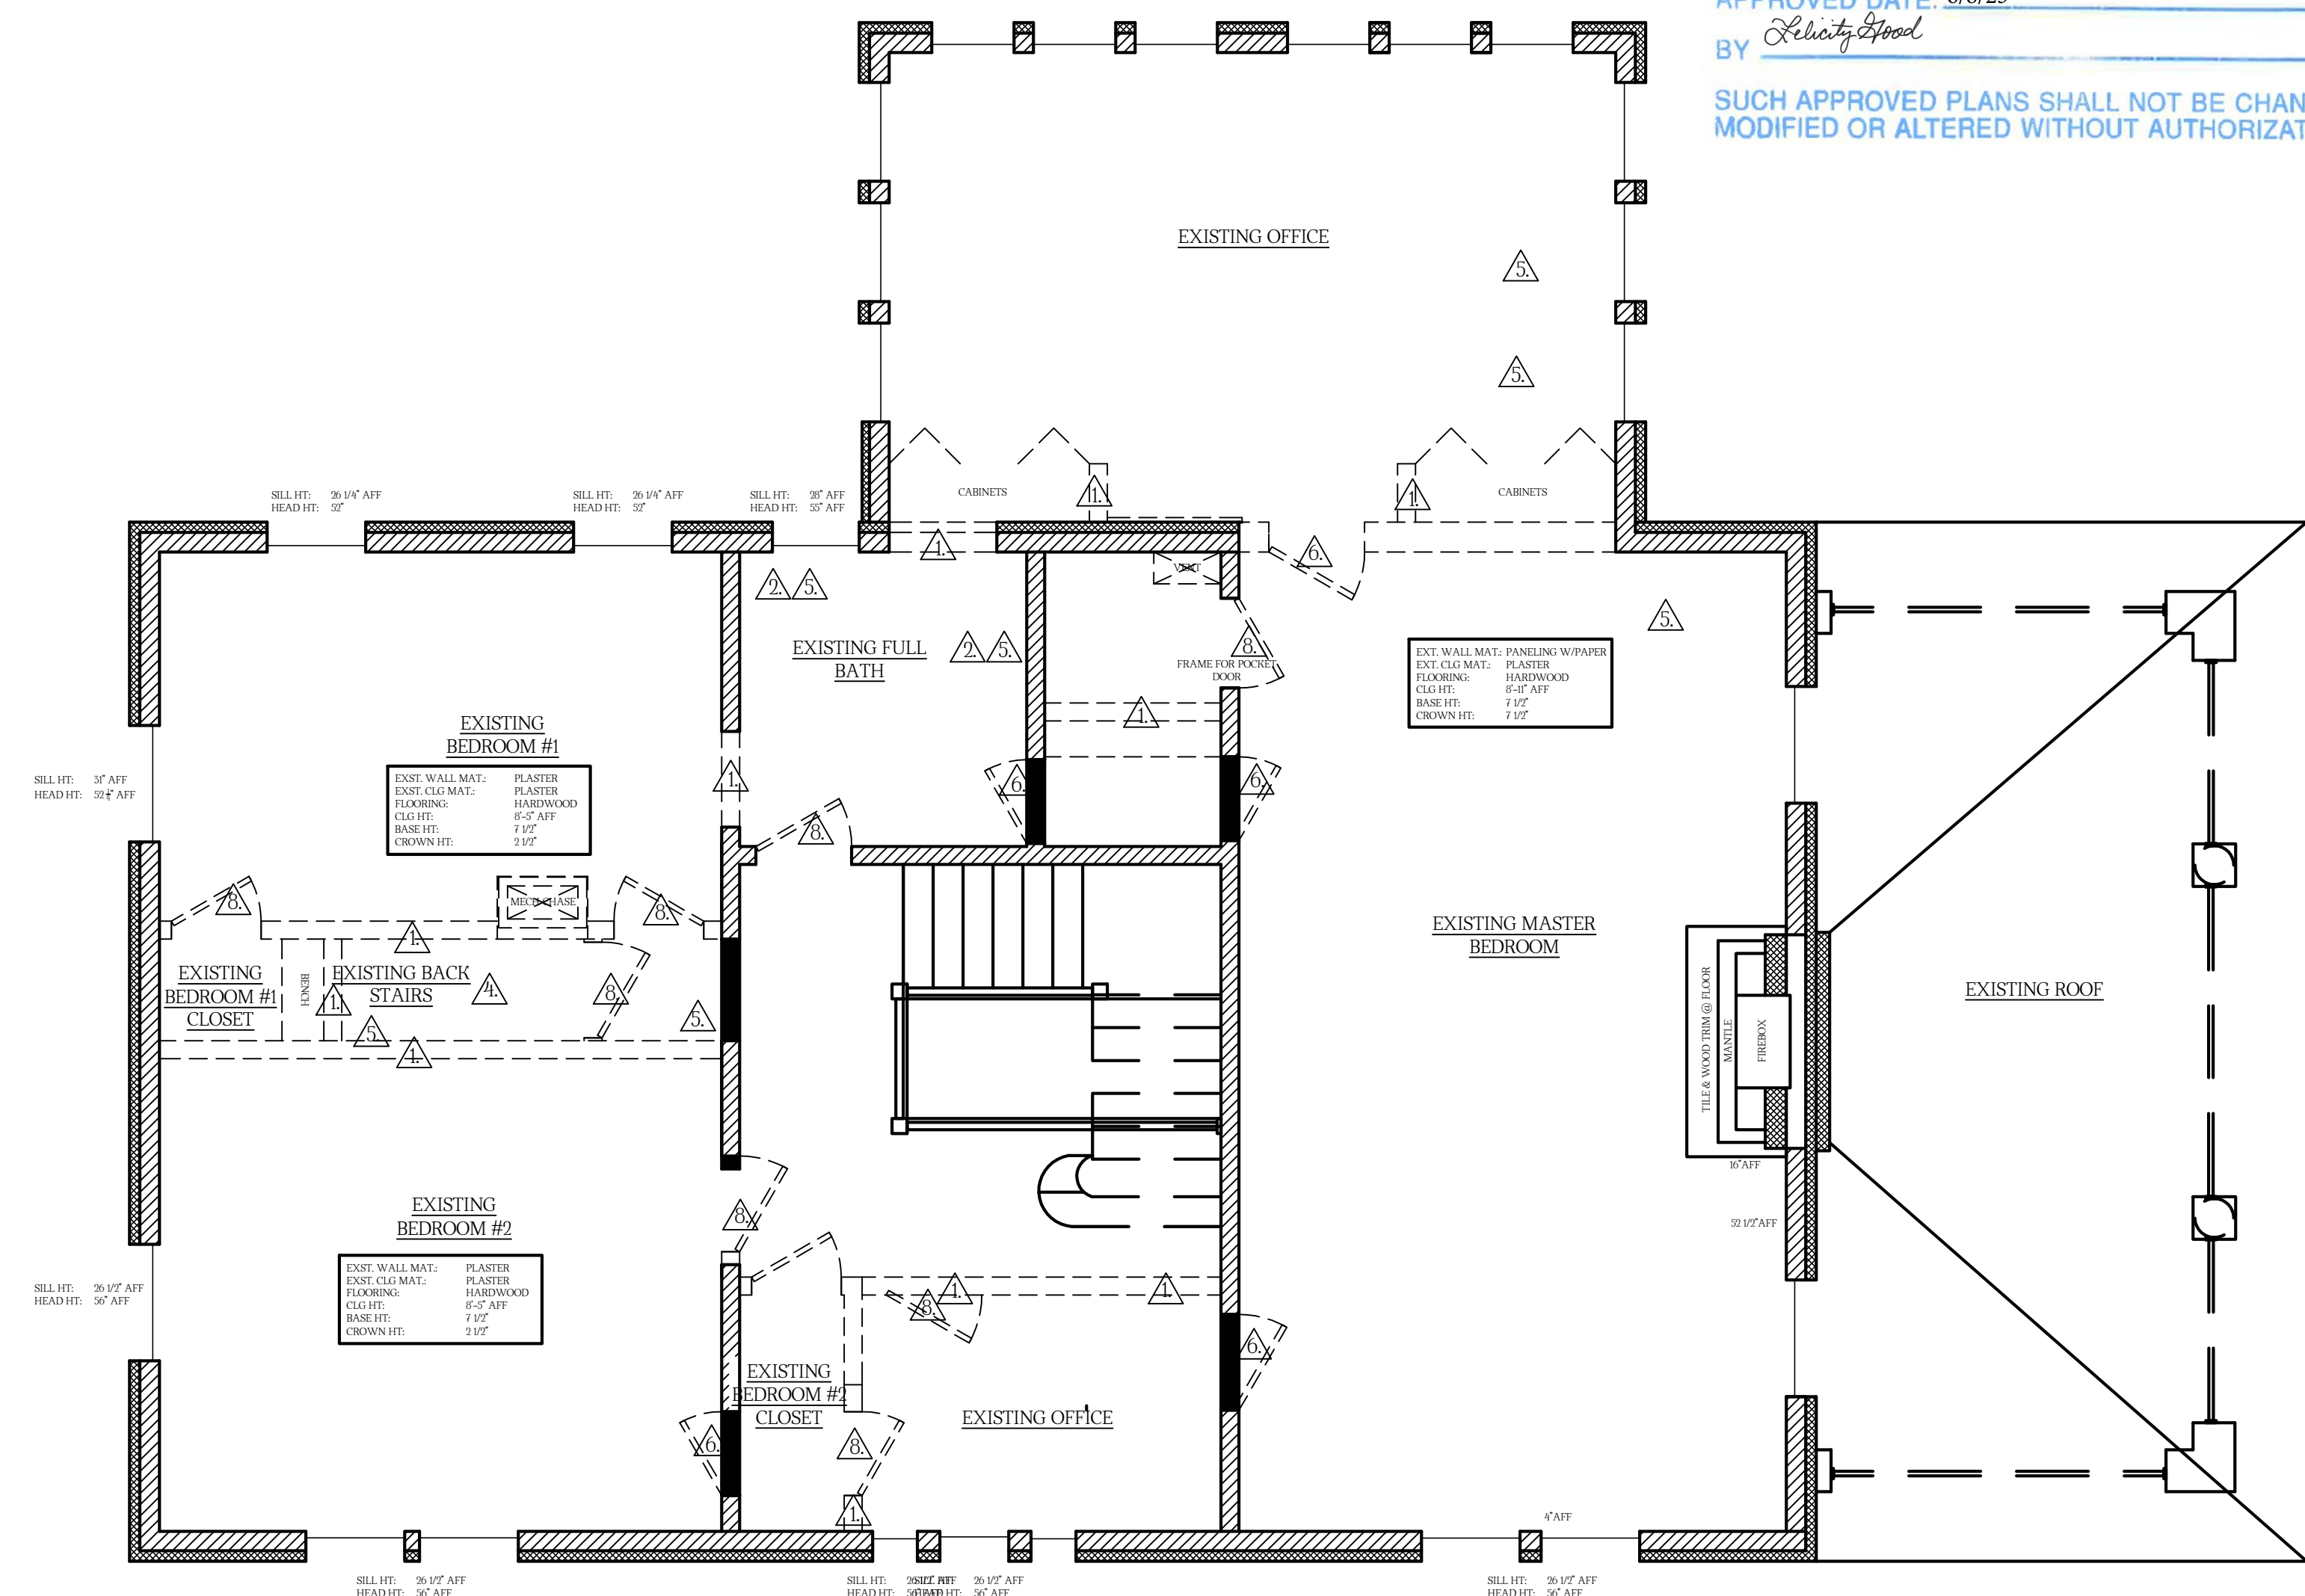 APPROVED DATE:
BY Felicity Good
SUCH APPROVED PLANS SHALL NOT BE CHAN
MODIFIED OR ALTERED WITHOUT AUTHORIZAT
EXISTING OFFICE
5.
5.
CABINETS
1.
1.
CABINETS
SILL HT: 26 1/4" AFF
HEAD HT: 52"
SILL HT: 26 1/4" AFF
HEAD HT: 52"
SILL HT: 28" AFF
HEAD HT: 55" AFF
1.
6.
VENT
2. 5.
5.
2. 5.
EXISTING FULL
BATH
8.
FRAME FOR POCKET
DOOR
EXT. WALL MAT.: PANELING W/PAPER
EXT. CLG MAT.: PLASTER
FLOORING: HARDWOOD
CLG HT: 8'-11" AFF
BASE HT: 7 1/2"
CROWN HT: 7 1/2"
1.
EXISTING
BEDROOM #1
EXST. WALL MAT.: PLASTER
EXST. CLG MAT.: PLASTER
FLOORING: HARDWOOD
CLG HT: 8'-5" AFF
BASE HT: 7 1/2"
CROWN HT: 2 1/2"
SILL HT: 31" AFF
HEAD HT: 52 1/4" AFF
1.
6.
6.
8.
8.
MECH CHASE
8.
1.
EXISTING
BEDROOM #1
CLOSET
BENCH
EXISTING BACK
STAIRS
1.
4.
8.
5.
5.
1.
EXISTING MASTER
BEDROOM
TILE & WOOD TRIM @ FLOOR
MANTLE
FIREBOX
EXISTING ROOF
16"AFF
52 1/2"AFF
EXISTING
BEDROOM #2
EXST. WALL MAT.: PLASTER
EXST. CLG MAT.: PLASTER
FLOORING: HARDWOOD
CLG HT: 8'-5" AFF
BASE HT: 7 1/2"
CROWN HT: 2 1/2"
SILL HT: 26 1/2" AFF
HEAD HT: 56" AFF
8.
1.
1.
8.
6.
EXISTING
BEDROOM #2
CLOSET
EXISTING OFFICE
6.
8.
1.
4"AFF
SILL HT: 26 1/2" AFF
HEAD HT: 56" AFF
SILL HT: 26 1/2" AFF
HEAD HT: 56" AFF
SILL HT: 26 1/2" AFF
HEAD HT: 56" AFF
SILL HT: 26 1/2" AFF
HEAD HT: 56" AFF